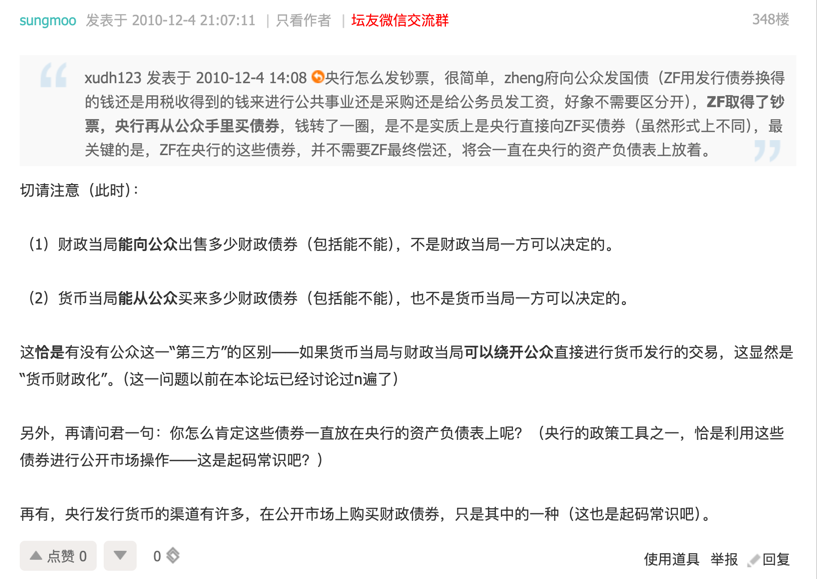 sungmoo 发表于 2010-12-4 21:07:11 | 只看作者 | 坛友微信交流群 348楼
xudh123 发表于 2010-12-4 14:08 央行怎么发钞票，很简单，zheng府向公众发国债（ZF用发行债券换得
的钱还是用税收得到的钱来进行公共事业还是采购还是给公务员发工资，好象不需要区分开），ZF取得了钞
票，央行再从公众手里买债券，钱转了一圈，是不是实质上是央行直接向ZF买债券（虽然形式上不同），最
关键的是，ZF在央行的这些债券，并不需要ZF最终偿还，将会一直在央行的资产负债表上放着。
切请注意（此时）：
（1）财政当局能向公众出售多少财政债券（包括能不能），不是财政当局一方可以决定的。
（2）货币当局能从公众买来多少财政债券（包括能不能），也不是货币当局一方可以决定的。
这恰是有没有公众这一“第三方”的区别——如果货币当局与财政当局可以绕开公众直接进行货币发行的交易，这显然是
“货币财政化”。（这一问题以前在本论坛已经讨论过n遍了）
另外，再请问君一句：你怎么肯定这些债券一直放在央行的资产负债表上呢？（央行的政策工具之一，恰是利用这些
债券进行公开市场操作——这是起码常识吧？）
再有，央行发行货币的渠道有许多，在公开市场上购买财政债券，只是其中的一种（这也是起码常识吧）。
点赞 0 0 使用道具 举报 回复